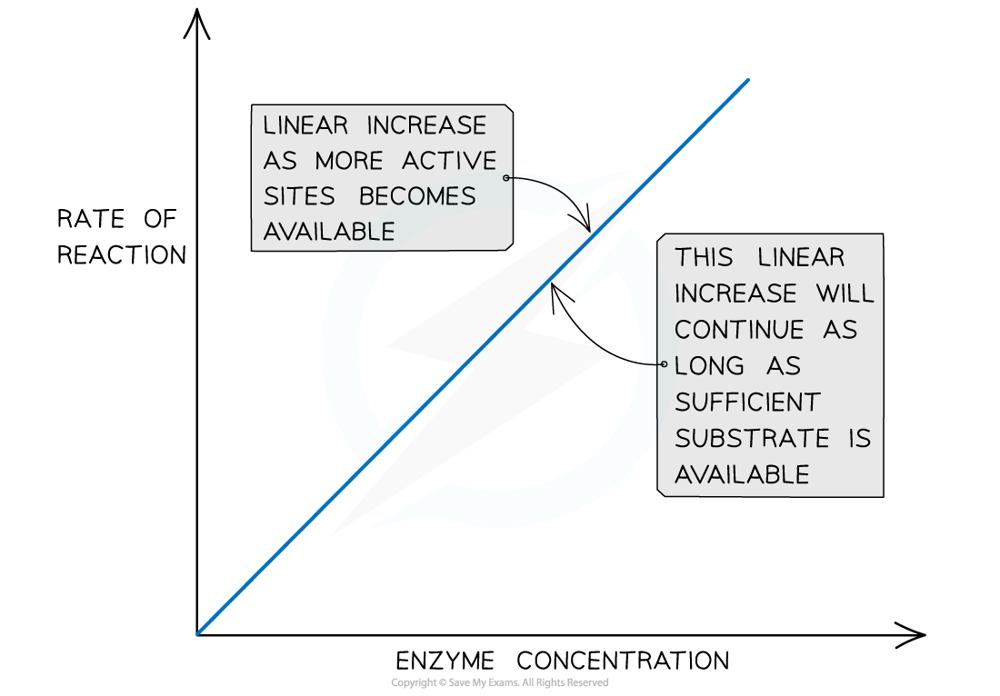 LINEAR INCREASE
AS MORE ACTIVE
SITES BECOMES
AVAILABLE
RATE OF
REACTION
THIS LINEAR
INCREASE WILL
CONTINUE AS
LONG AS
SUFFICIENT
SUBSTRATE IS
AVAILABLE
ENZYME CONCENTRATION
Copyright © Save My Exams. All Rights Reserved